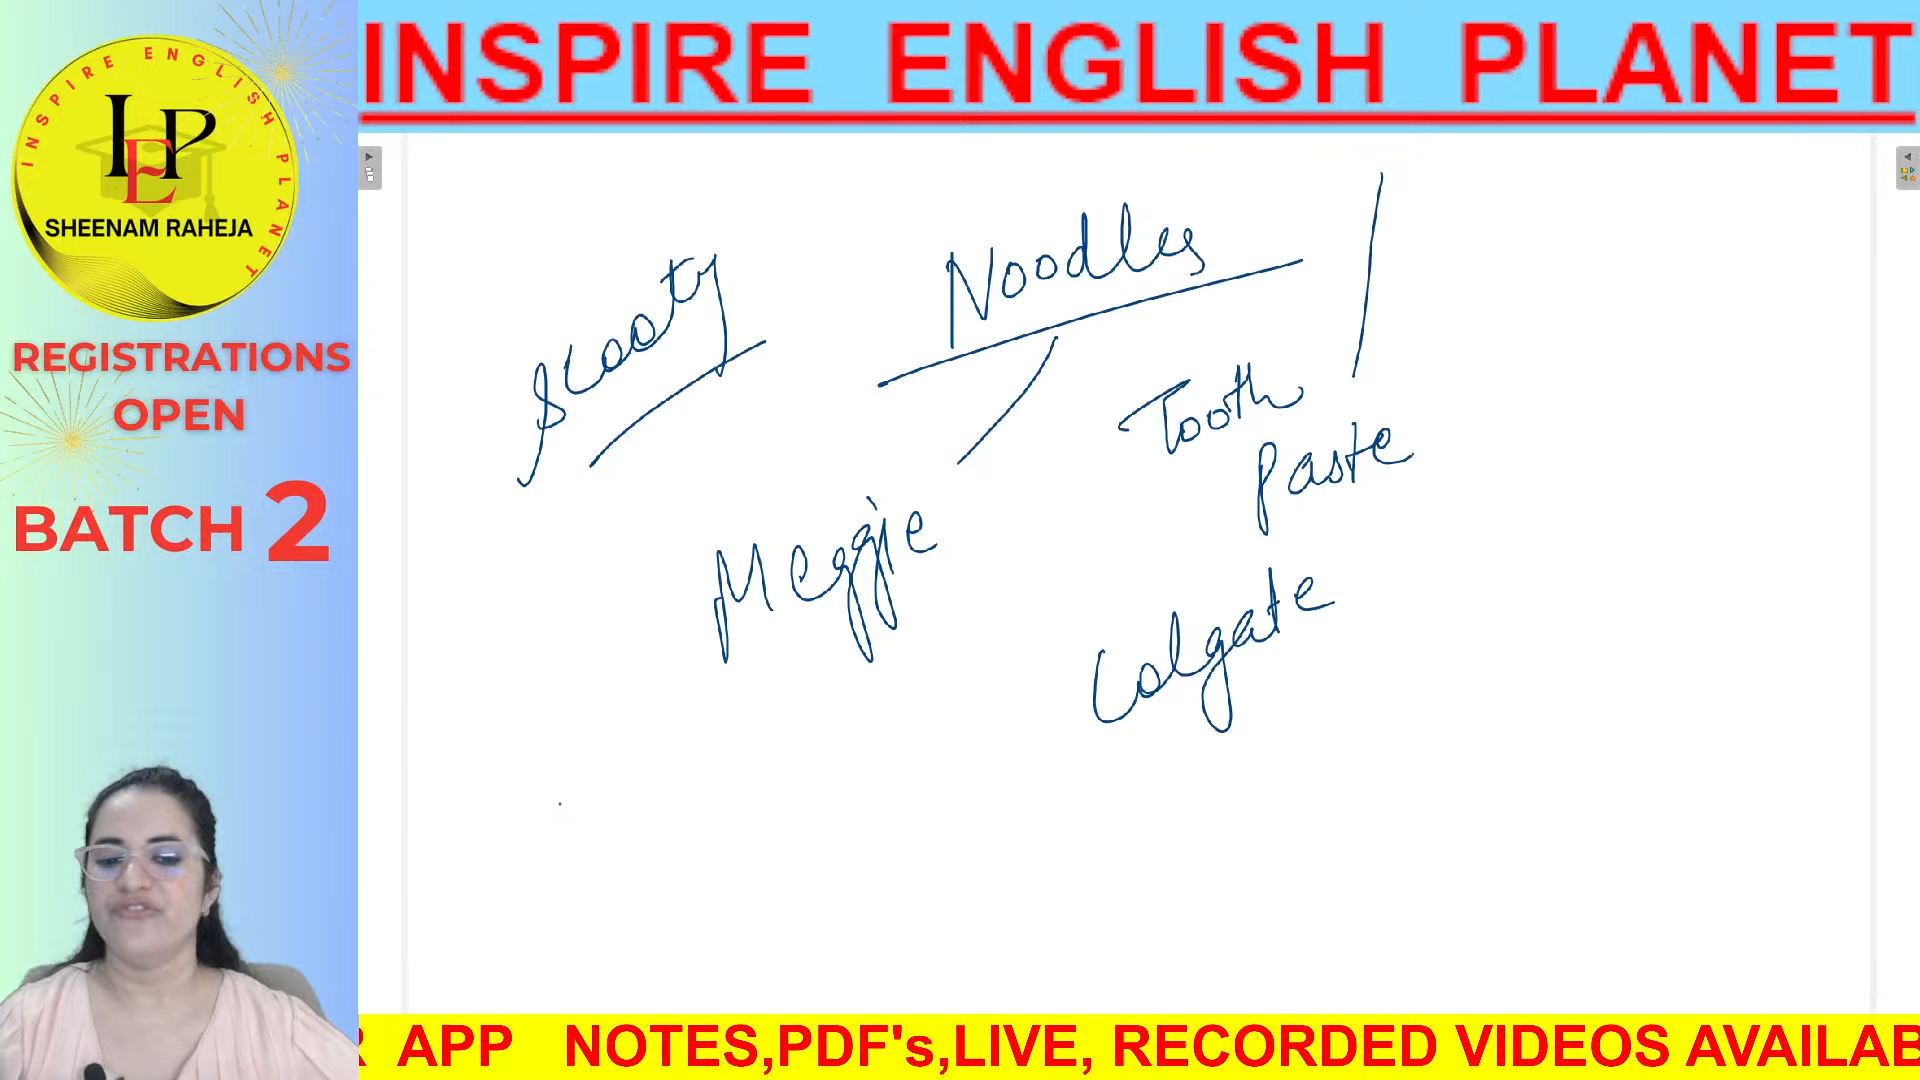 INSPIRE ENGLISH PLANET
INSPIRE ENGLISH PLANET
IEP
SHEENAM RAHEJA
REGISTRATIONS
OPEN
BATCH 2
Scooty
Noodles
Tooth
Paste
Meggie
Colgate
R APP NOTES,PDF's,LIVE, RECORDED VIDEOS AVAILAB